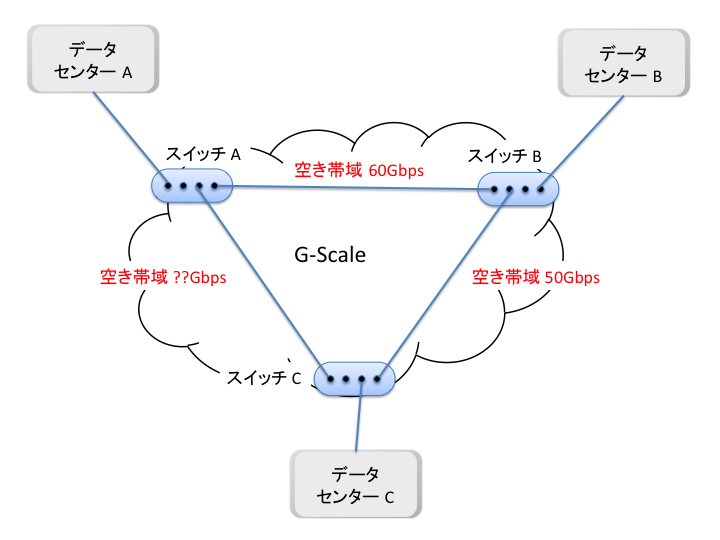 データ
センター A
データ
センター B
スイッチ A
スイッチ B
空き帯域 60Gbps
G-Scale
空き帯域 ??Gbps
空き帯域 50Gbps
スイッチ C
データ
センター C